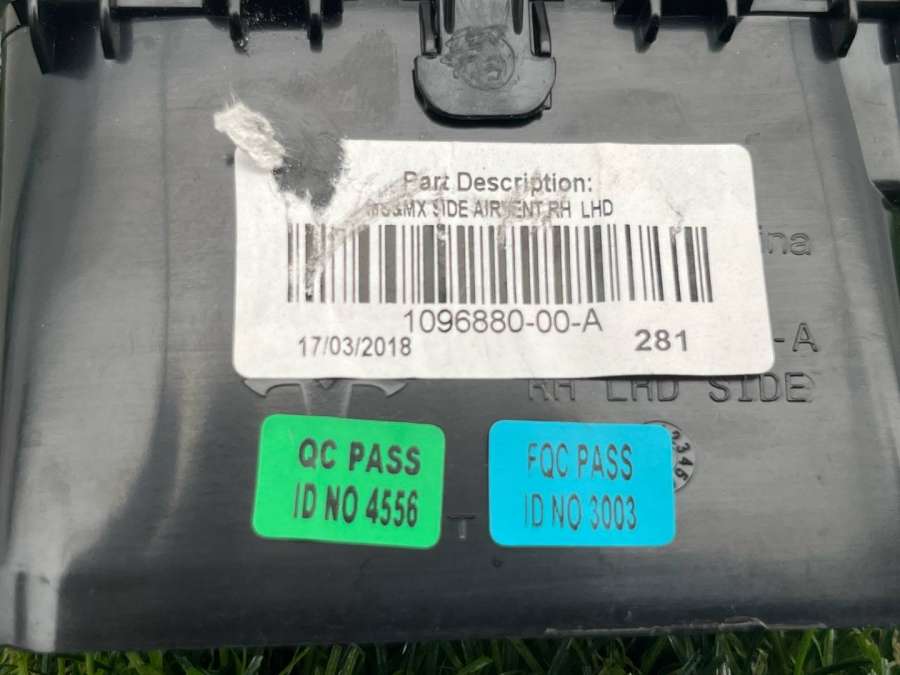 Part Description:
MS&MX SIDE AIRVENT RH LHD
1096880-00-A
17/03/2018
281
ina
-A
RH LHD SIDE
QC PASS
ID NO 4556
FQC PASS
ID NO 3003
2345
T